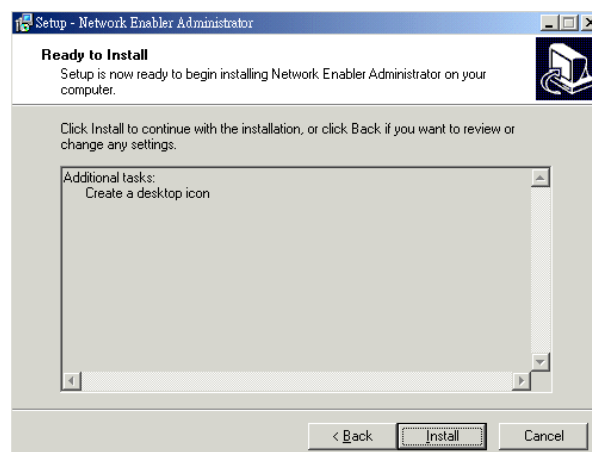 Setup - Network Enabler Administrator
Ready to Install
Setup is now ready to begin installing Network Enabler Administrator on your
computer.
Click Install to continue with the installation, or click Back if you want to review or
change any settings.
Additional tasks:
Create a desktop icon
< Back
Install
Cancel